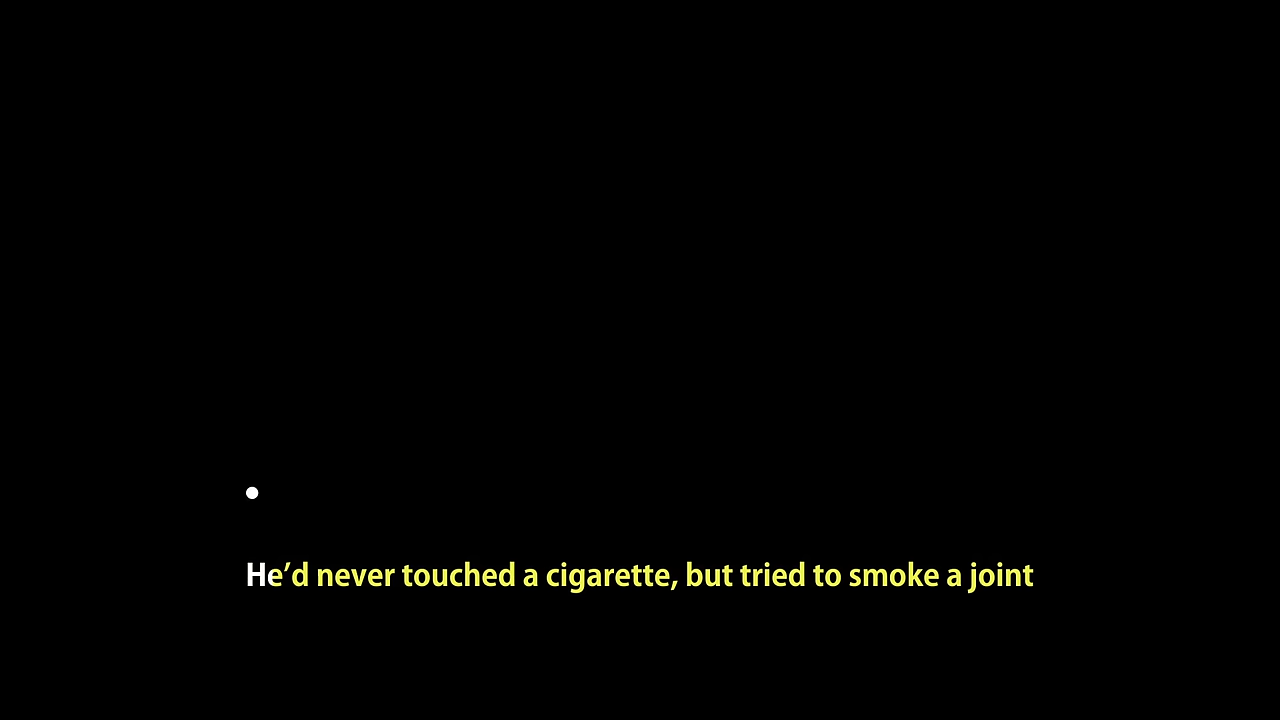 He’d never touched a cigarette, but tried to smoke a joint